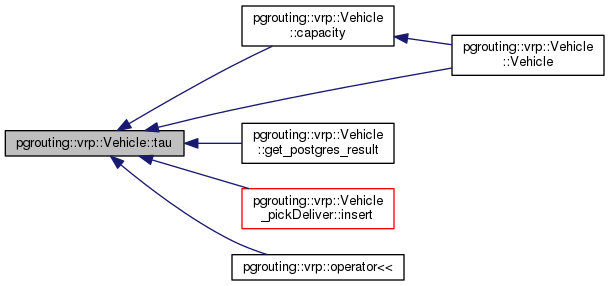 pgrouting::vrp::Vehicle
::capacity
pgrouting::vrp::Vehicle
::Vehicle
pgrouting::vrp::Vehicle::tau
pgrouting::vrp::Vehicle
::get_postgres_result
pgrouting::vrp::Vehicle
_pickDeliver::insert
pgrouting::vrp::operator<<